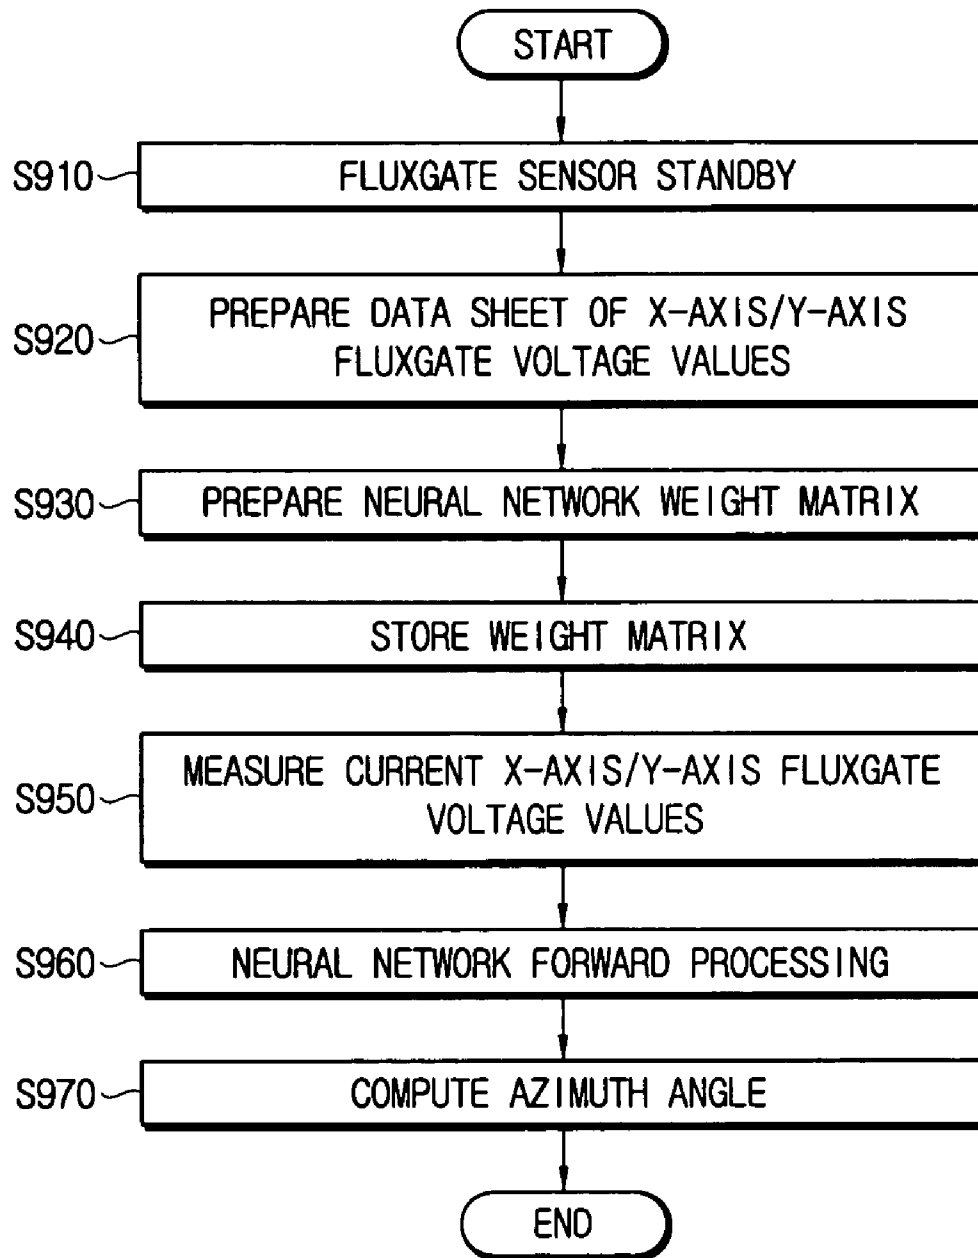 START
S910
FLUXGATE SENSOR STANDBY
S920
PREPARE DATA SHEET OF X-AXIS/Y-AXIS
FLUXGATE VOLTAGE VALUES
S930
PREPARE NEURAL NETWORK WEIGHT MATRIX
S940
STORE WEIGHT MATRIX
S950
MEASURE CURRENT X-AXIS/Y-AXIS FLUXGATE
VOLTAGE VALUES
S960
NEURAL NETWORK FORWARD PROCESSING
S970
COMPUTE AZIMUTH ANGLE
END